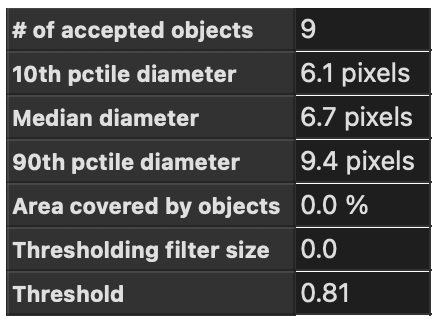 # of accepted objects 9
10th pctile diameter 6.1 pixels
Median diameter 6.7 pixels
90th pctile diameter 9.4 pixels
Area covered by objects 0.0 %
Thresholding filter size 0.0
Threshold 0.81